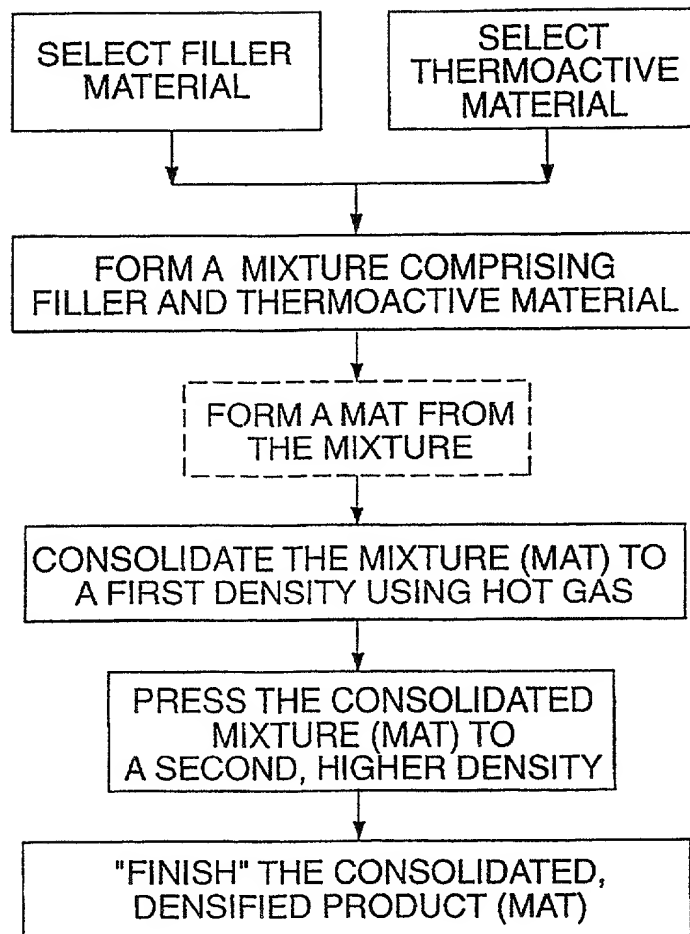 SELECT FILLER
MATERIAL
SELECT
THERMOACTIVE
MATERIAL
FORM A MIXTURE COMPRISING
FILLER AND THERMOACTIVE MATERIAL
FORM A MAT FROM
THE MIXTURE
CONSOLIDATE THE MIXTURE (MAT) TO
A FIRST DENSITY USING HOT GAS
PRESS THE CONSOLIDATED
MIXTURE (MAT) TO
A SECOND, HIGHER DENSITY
"FINISH" THE CONSOLIDATED,
DENSIFIED PRODUCT (MAT)